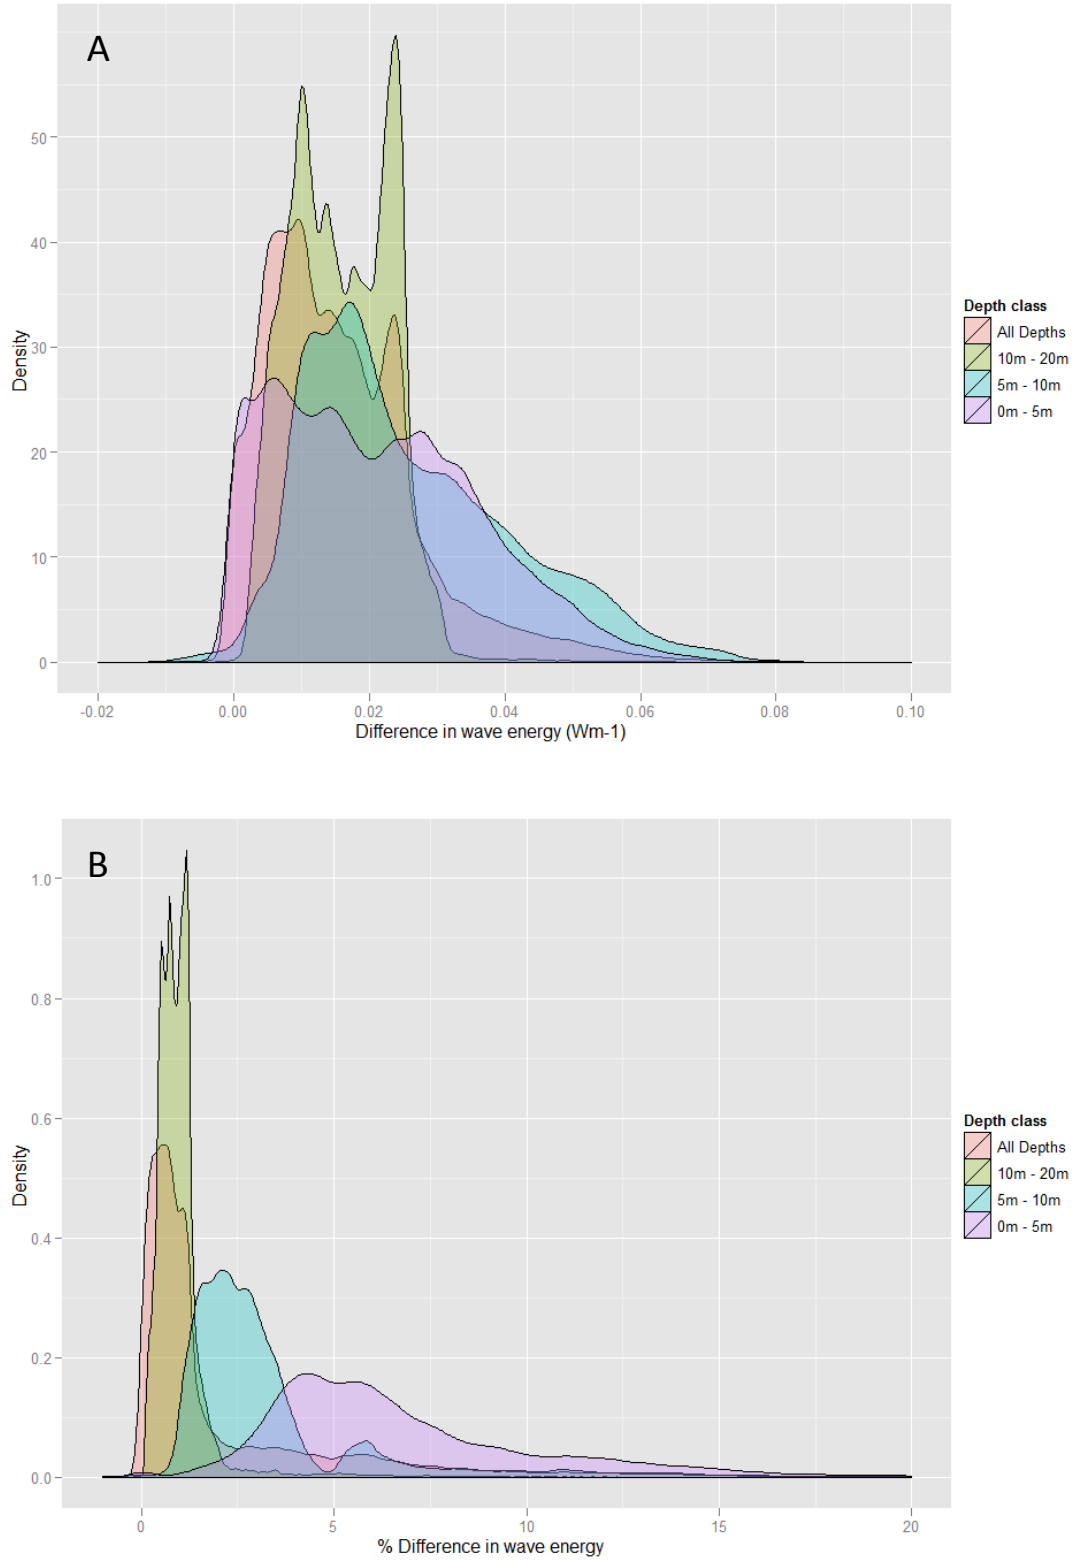 A
50
40
30
20
10
0
Density
-0.02 0.00 0.02 0.04 0.06 0.08 0.10
Difference in wave energy (Wm-1)
Depth class
All Depths
10m - 20m
5m - 10m
0m - 5m
B
1.0
0.8
0.6
0.4
0.2
0.0
Density
0 5 10 15 20
% Difference in wave energy
Depth class
All Depths
10m - 20m
5m - 10m
0m - 5m